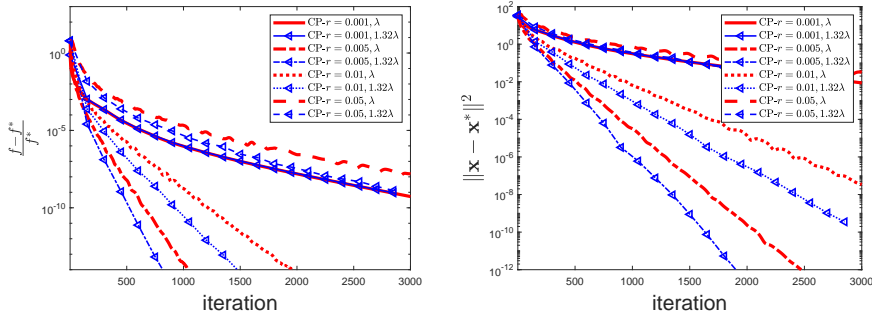 CP-r = 0.001, λ
CP-r = 0.001, 1.32λ
CP-r = 0.005, λ
CP-r = 0.005, 1.32λ
CP-r = 0.01, λ
CP-r = 0.01, 1.32λ
CP-r = 0.05, λ
CP-r = 0.05, 1.32λ
10^0
10^-5
10^-10
(f − f*)/f*
500 1000 1500 2000 2500 3000
iteration
CP-r = 0.001, λ
CP-r = 0.001, 1.32λ
CP-r = 0.005, λ
CP-r = 0.005, 1.32λ
CP-r = 0.01, λ
CP-r = 0.01, 1.32λ
CP-r = 0.05, λ
CP-r = 0.05, 1.32λ
10^2
10^0
10^-2
10^-4
10^-6
10^-8
10^-10
10^-12
‖x − x*‖^2
500 1000 1500 2000 2500 3000
iteration